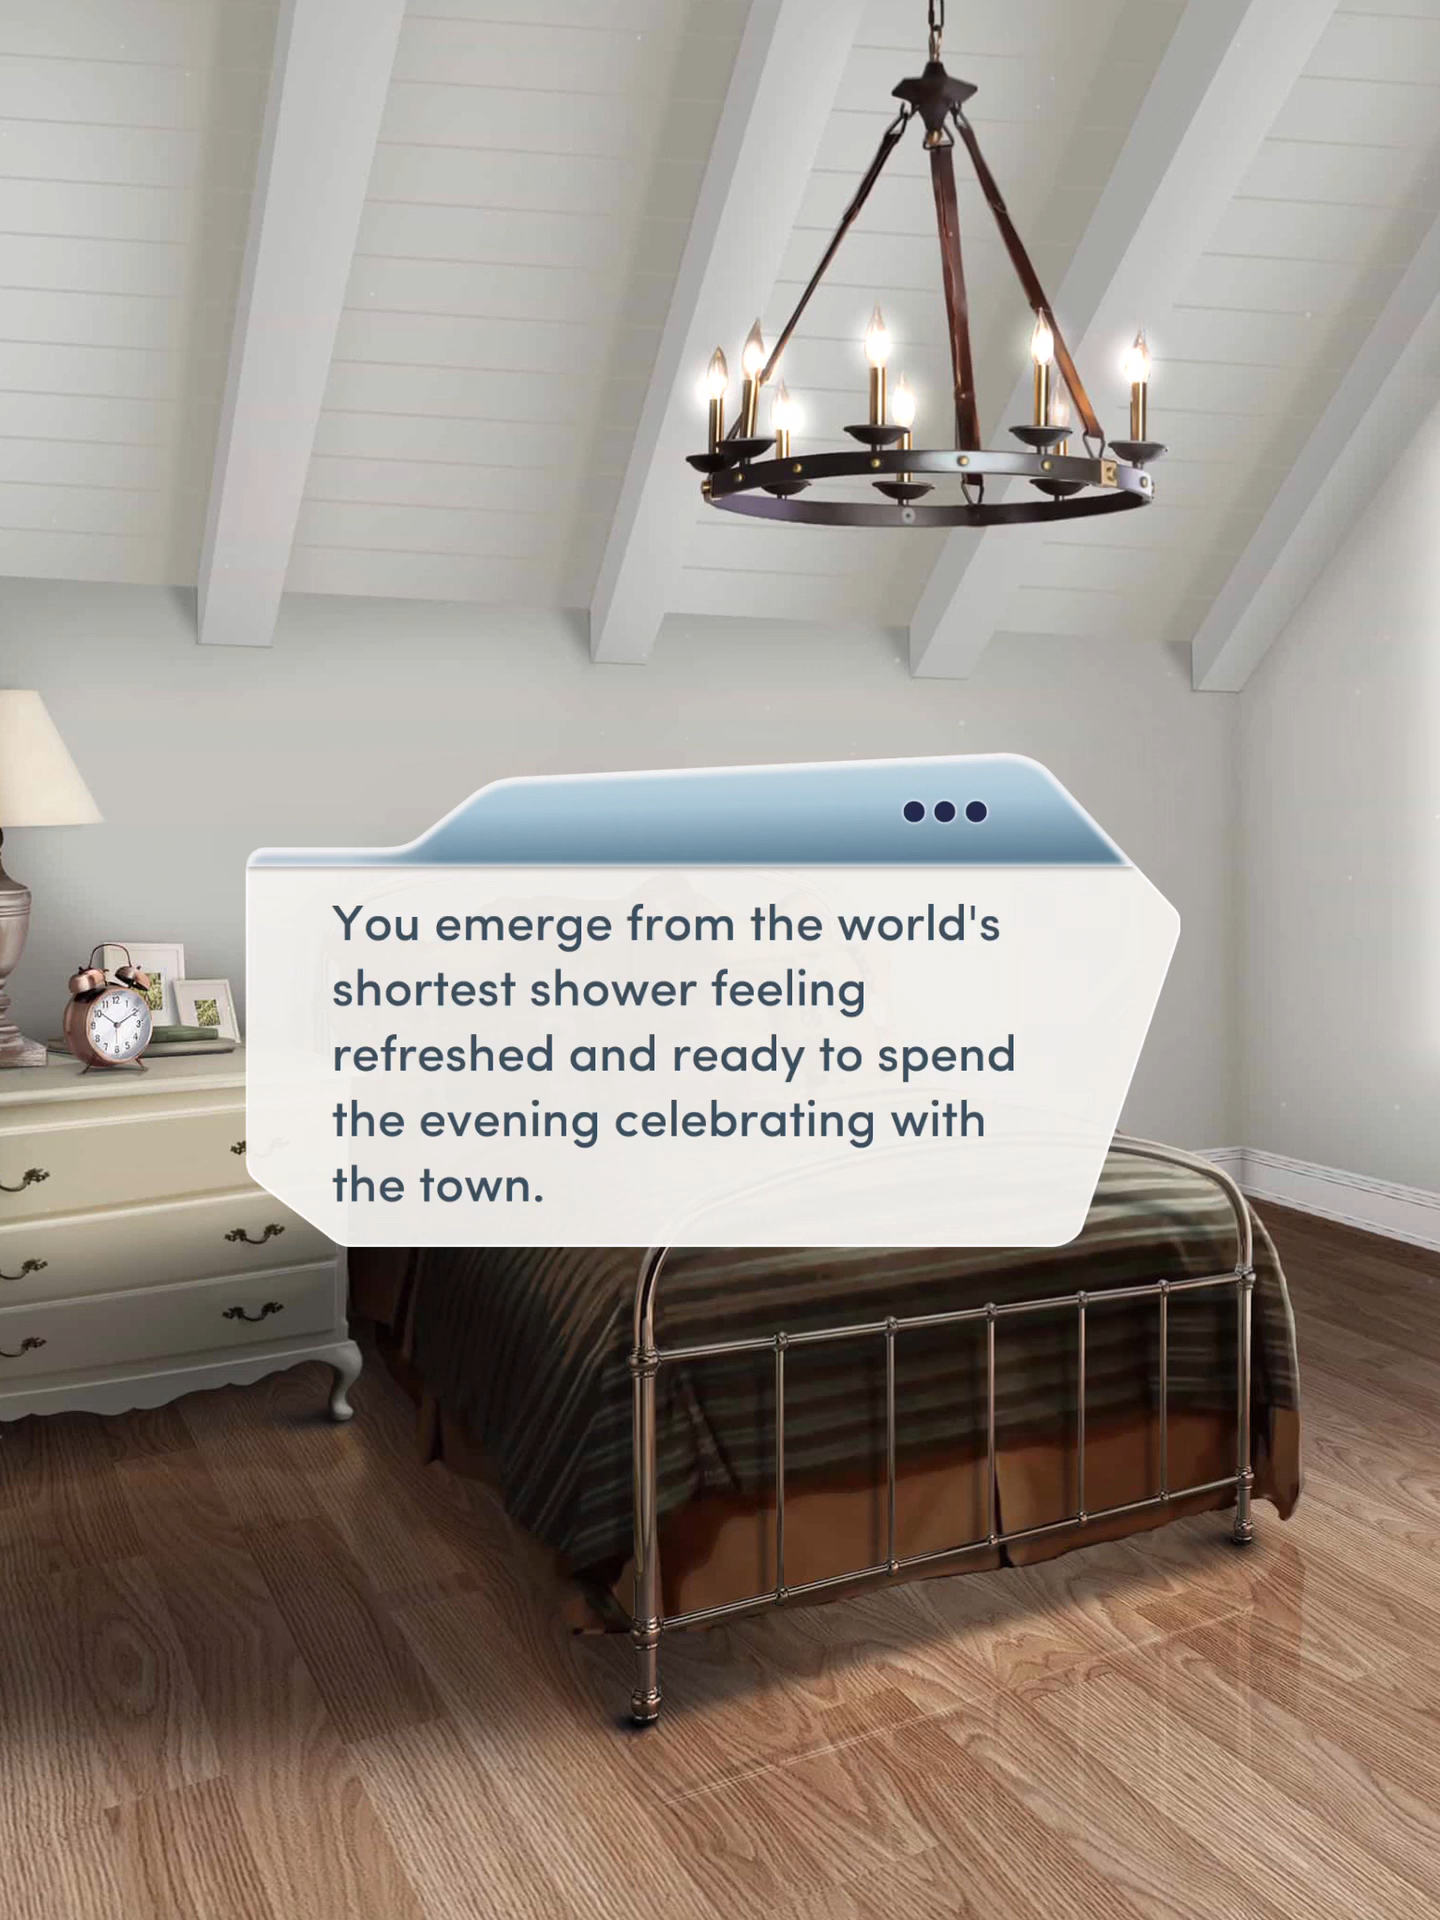 You emerge from the world's
shortest shower feeling
refreshed and ready to spend
the evening celebrating with
the town.